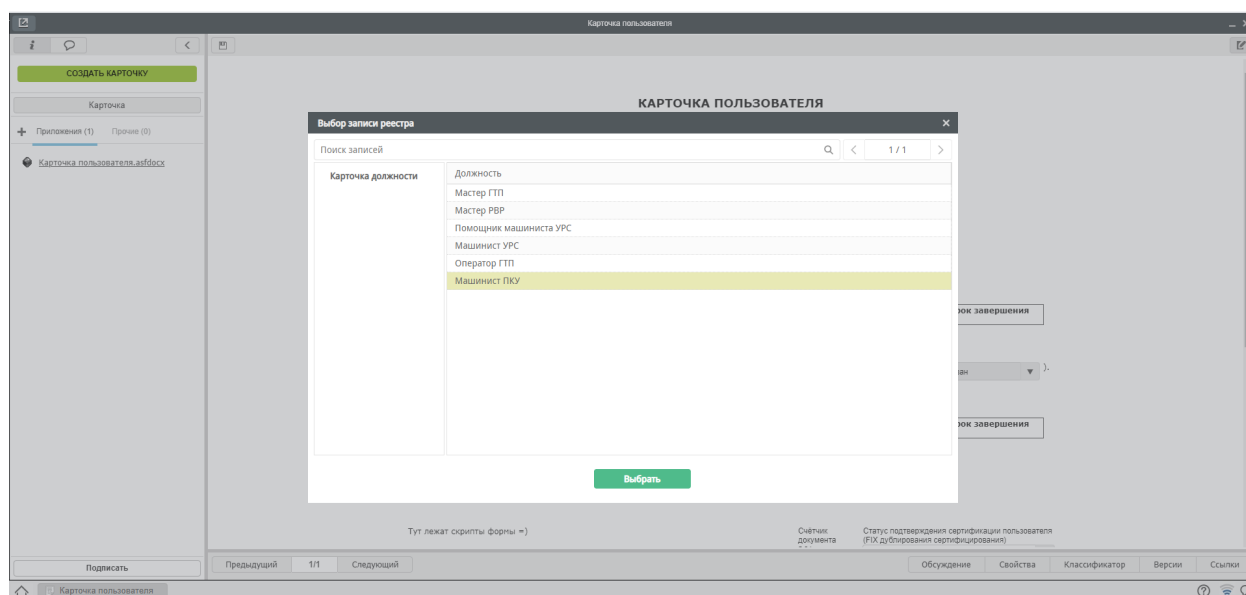 Карточка пользователя
СОЗДАТЬ КАРТОЧКУ
Карточка
Приложения (1) Прочие (0)
Карточка пользователя.asfdocx
КАРТОЧКА ПОЛЬЗОВАТЕЛЯ
Выбор записи реестра
Поиск записей
1 / 1
Карточка должности
Должность
Мастер ГТП
Мастер РВР
Помощник машиниста УРС
Машинист УРС
Оператор ГТП
Машинист ПКУ
завершения
).
завершения
Выбрать
Тут лежат скрипты формы =)
Счётчик документа
Статус подтверждения сертификации пользователя
(FIX дублирования сертифицирования)
Подписать
Предыдущий 1/1 Следующий
Обсуждение Свойства Классификатор Версии Ссылки
Карточка пользователя